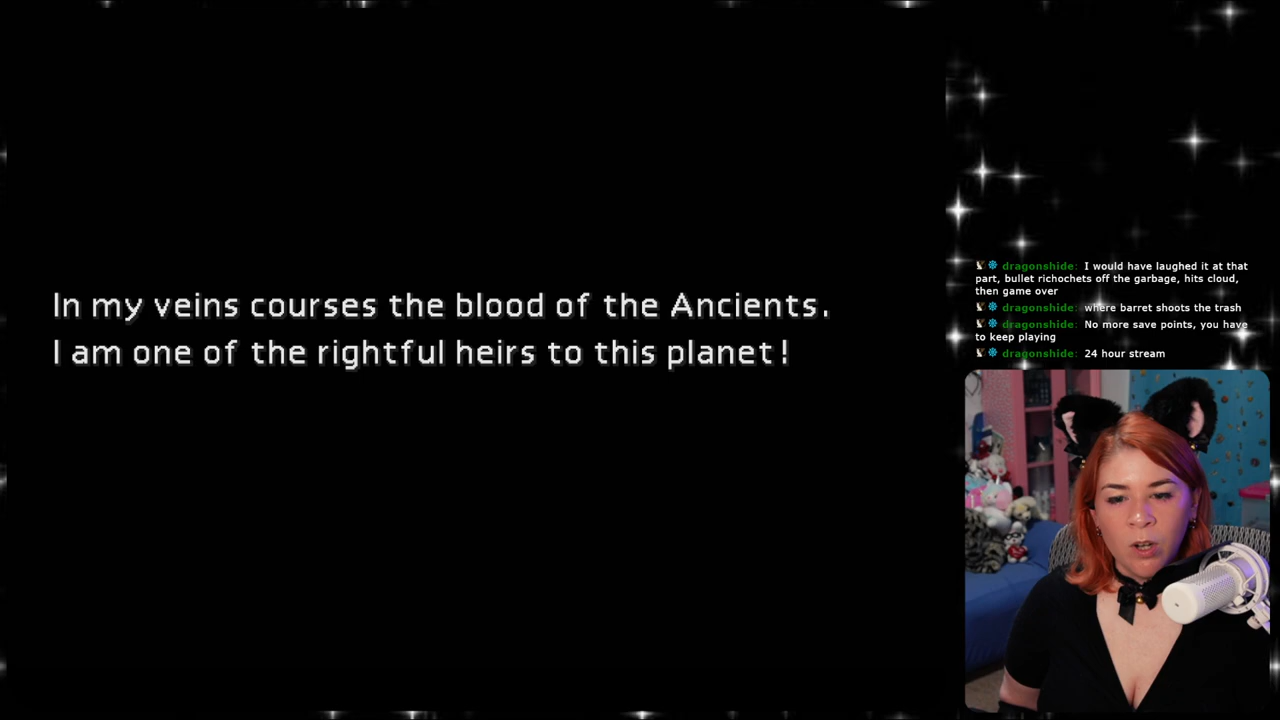 In my veins courses the blood of the Ancients.
I am one of the rightful heirs to this planet!
dragonshide: I would have laughed it at that
part, bullet richochets off the garbage, hits cloud,
then game over
dragonshide: where barret shoots the trash
dragonshide: No more save points, you have
to keep playing
dragonshide: 24 hour stream